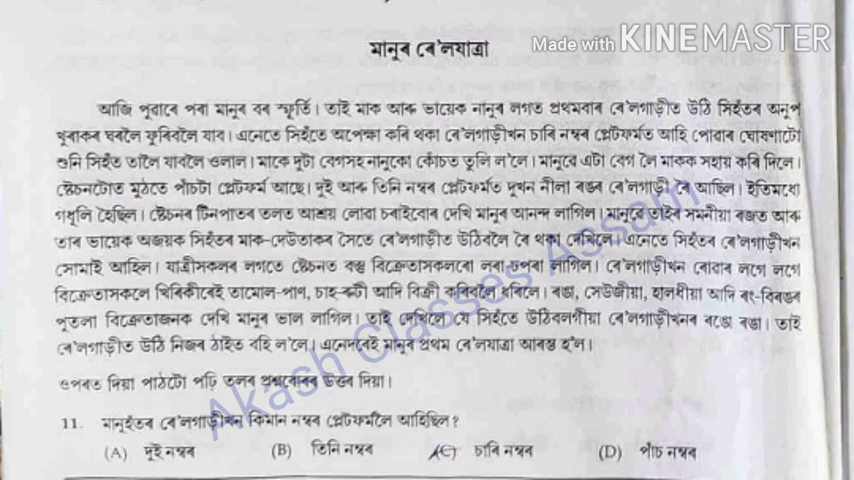 Made with KINEMASTER
মানুৰ ৰে'লযাত্ৰা
আজি পুৱাৰে পৰা মানুৰ বৰ স্ফূৰ্তি। তাই মাক আৰু ভায়েক নানুৰ লগত প্ৰথমবাৰ ৰে'লগাড়ীত উঠি সিহঁতৰ অনুপ
খুৰাকৰ ঘৰলৈ ফুৰিবলৈ যাব। এনেতে সিহঁতে অপেক্ষা কৰি থকা ৰে'লগাড়ীখন চাৰি নম্বৰ প্লেটফৰ্মত আহি পোৱাৰ ঘোষণাটো
শুনি সিহঁত তালৈ যাবলৈ ওলাল। মাকে দুটা বেগসহ নানুকো কোঁচত তুলি ল'লে। মানুৱে এটা বেগ লৈ মাকক সহায় কৰি দিলে।
ষ্টেচনটোত মুঠতে পাঁচটা প্লেটফৰ্ম আছে। দুই আৰু তিনি নম্বৰ প্লেটফৰ্মত দুখন নীলা ৰঙৰ ৰে'লগাড়ী ৰৈ আছিল। ইতিমধ্যে
গধূলি হৈছিল। ষ্টেচনৰ টিনপাতৰ তলত আশ্ৰয় লোৱা চৰাইবোৰ দেখি মানুৰ আনন্দ লাগিল। মানুৱে তাইৰ সমনীয়া ৰজত আৰু
তাৰ ভায়েক অজয়ক সিহঁতৰ মাক-দেউতাকৰ সৈতে ৰে'লগাড়ীত উঠিবলৈ ৰৈ থকা দেখিলে। এনেতে সিহঁতৰ ৰে'লগাড়ীখন
সোমাই আহিল। যাত্ৰীসকলৰ লগতে ষ্টেচনত বস্তু বিক্ৰেতাসকলৰো লৰা-ঢপৰা লাগিল। ৰে'লগাড়ীখন ৰোৱাৰ লগে লগে
বিক্ৰেতাসকলে খিৰিকীৰেই তামোল-পাণ, চাহ-ৰুটী আদি বিক্ৰী কৰিবলৈ ধৰিলে। ৰঙা, সেউজীয়া, হালধীয়া আদি ৰং-বিৰঙৰ
পুতলা বিক্ৰেতাজনক দেখি মানুৰ ভাল লাগিল। তাই দেখিলে যে সিহঁতে উঠিবলগীয়া ৰে'লগাড়ীখনৰ ৰঙো ৰঙা। তাই
ৰে'লগাড়ীত উঠি নিজৰ ঠাইত বহি ল'লে। এনেদৰেই মানুৰ প্ৰথম ৰে'লযাত্ৰা আৰম্ভ হ'ল।
ওপৰত দিয়া পাঠটো পঢ়ি তলৰ প্ৰশ্নবোৰৰ উত্তৰ দিয়া।
11. মানুহঁতৰ ৰে'লগাড়ীখন কিমান নম্বৰ প্লেটফৰ্মলৈ আহিছিল?
(A) দুই নম্বৰ (B) তিনি নম্বৰ (C) চাৰি নম্বৰ (D) পাঁচ নম্বৰ
Akash Classes Assam